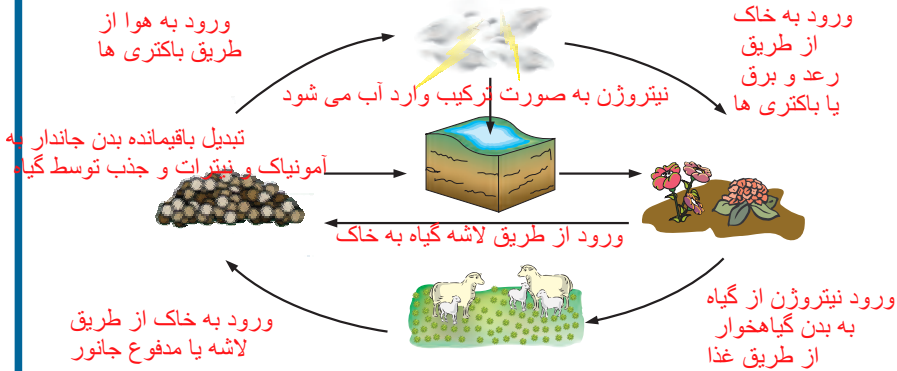 ورود به هوا از
طریق باکتری ها
ورود به خاک
از طریق
رعد و برق
یا باکتری ها
نیتروژن به صورت ترکیب وارد آب می شود
تبدیل باقیمانده بدن جاندار به
آمونیاک و نیترات و جذب توسط گیاه
ورود از طریق لاشه گیاه به خاک
ورود نیتروژن از گیاه
به بدن گیاهخوار
از طریق غذا
ورود به خاک از طریق
لاشه یا مدفوع جانور